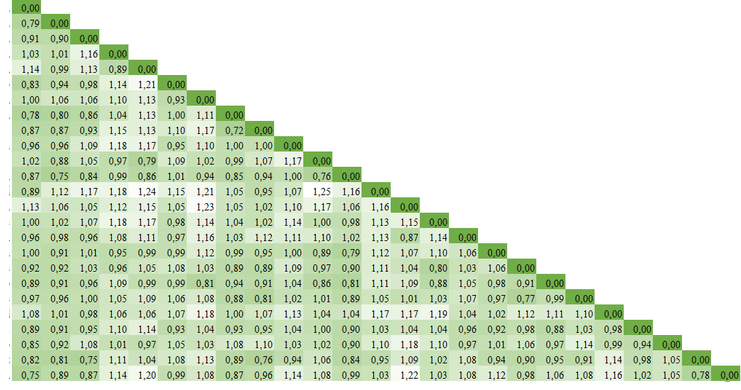 0,00
0,79 0,00
0,91 0,90 0,00
1,03 1,01 1,16 0,00
1,14 0,99 1,13 0,89 0,00
0,83 0,94 0,98 1,14 1,21 0,00
1,00 1,06 1,06 1,10 1,13 0,93 0,00
0,78 0,80 0,86 1,04 1,13 1,00 1,11 0,00
0,87 0,87 0,93 1,15 1,13 1,10 1,17 0,72 0,00
0,96 0,96 1,09 1,18 1,17 0,95 1,10 1,00 1,00 0,00
1,02 0,88 1,05 0,97 0,79 1,09 1,02 0,99 1,07 1,17 0,00
0,87 0,75 0,84 0,99 0,86 1,01 0,94 0,85 0,94 1,00 0,76 0,00
0,89 1,12 1,17 1,18 1,24 1,15 1,21 1,05 0,95 1,07 1,25 1,16 0,00
1,13 1,06 1,05 1,12 1,15 1,05 1,23 1,05 1,02 1,10 1,17 1,06 1,16 0,00
1,00 1,02 1,07 1,18 1,17 0,98 1,14 1,04 1,02 1,14 1,00 0,98 1,13 1,15 0,00
0,96 0,98 0,96 1,08 1,11 0,97 1,16 1,03 1,12 1,11 1,10 1,02 1,13 0,87 1,14 0,00
1,00 0,91 1,01 0,95 0,99 0,99 1,12 0,99 0,95 1,00 0,89 0,79 1,12 1,07 1,10 1,06 0,00
0,92 0,92 1,03 0,96 1,05 1,08 1,03 0,89 0,89 1,09 0,97 0,90 1,11 1,04 0,80 1,03 1,06 0,00
0,89 0,91 0,96 1,09 0,99 0,99 0,81 0,94 0,91 1,04 0,86 0,81 1,11 1,09 0,88 1,05 0,98 0,91 0,00
0,97 0,96 1,00 1,05 1,09 1,06 1,08 0,88 0,81 1,02 1,01 0,89 1,05 1,01 1,03 1,07 0,97 0,77 0,99 0,00
1,08 1,01 0,98 1,06 1,06 1,07 1,18 1,00 1,07 1,13 1,04 1,04 1,17 1,17 1,19 1,04 1,02 1,12 1,11 1,10 0,00
0,89 0,91 0,95 1,10 1,14 0,93 1,04 0,93 0,95 1,04 1,00 0,90 1,03 1,04 1,04 0,96 0,92 0,98 0,88 1,03 0,98 0,00
0,85 0,92 1,08 1,01 0,97 1,05 1,03 1,08 1,10 1,03 1,02 0,90 1,10 1,18 1,10 0,97 1,01 1,06 0,97 1,14 0,99 0,94 0,00
0,82 0,81 0,75 1,11 1,04 1,08 1,13 0,89 0,76 0,94 1,06 0,84 0,95 1,09 1,02 1,08 0,94 0,90 0,95 0,91 1,14 0,98 1,05 0,00
0,75 0,89 0,87 1,14 1,20 0,99 1,08 0,87 0,96 1,14 1,08 0,99 1,03 1,22 1,03 1,08 1,12 0,98 1,06 1,08 1,16 1,02 1,05 0,78 0,00